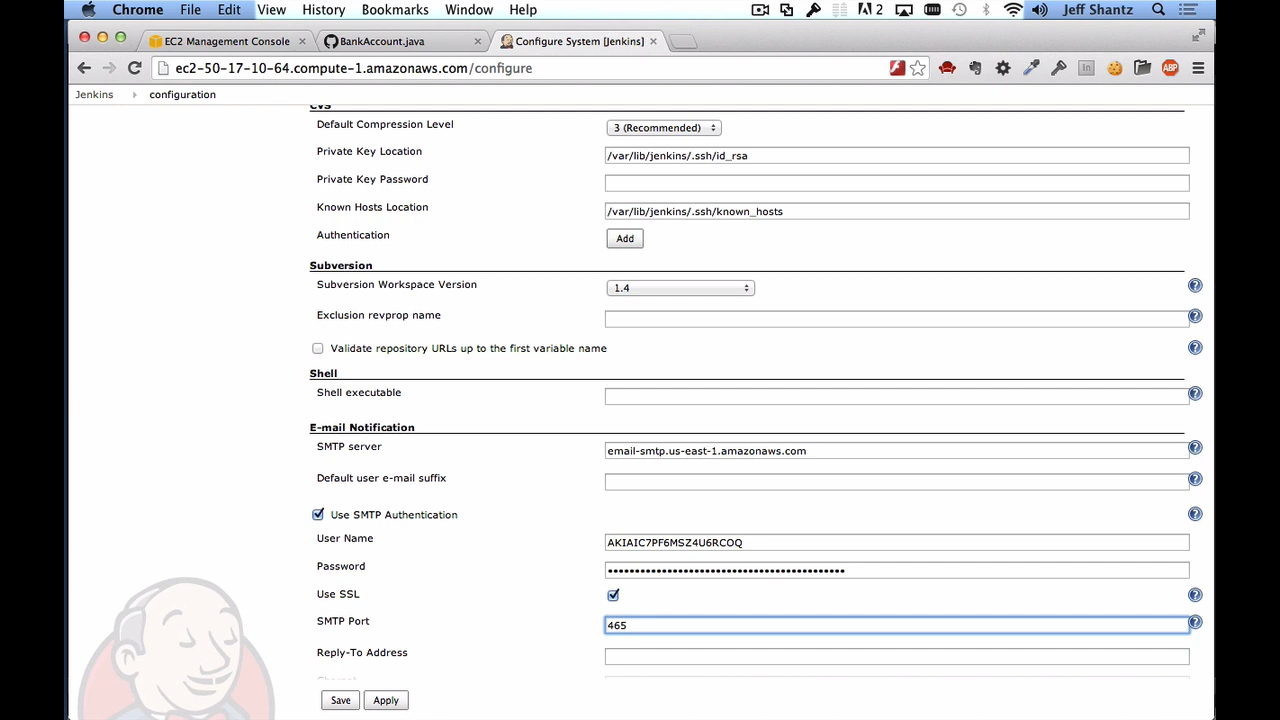 Chrome File Edit View History Bookmarks Window Help 2 Jeff Shantz
EC2 Management Console BankAccount.java Configure System [Jenkins]
ec2-50-17-10-64.compute-1.amazonaws.com/configure ABP
Jenkins configuration
CVS
Default Compression Level 3 (Recommended)
Private Key Location /var/lib/jenkins/.ssh/id_rsa
Private Key Password
Known Hosts Location /var/lib/jenkins/.ssh/known_hosts
Authentication Add
Subversion
Subversion Workspace Version 1.4
Exclusion revprop name
Validate repository URLs up to the first variable name
Shell
Shell executable
E-mail Notification
SMTP server email-smtp.us-east-1.amazonaws.com
Default user e-mail suffix
Use SMTP Authentication
User Name AKIAIC7PF6MSZ4U6RCOQ
Password ••••••••••••••••••••••••••••••••••••••••••••
Use SSL
SMTP Port 465
Reply-To Address
Save Apply